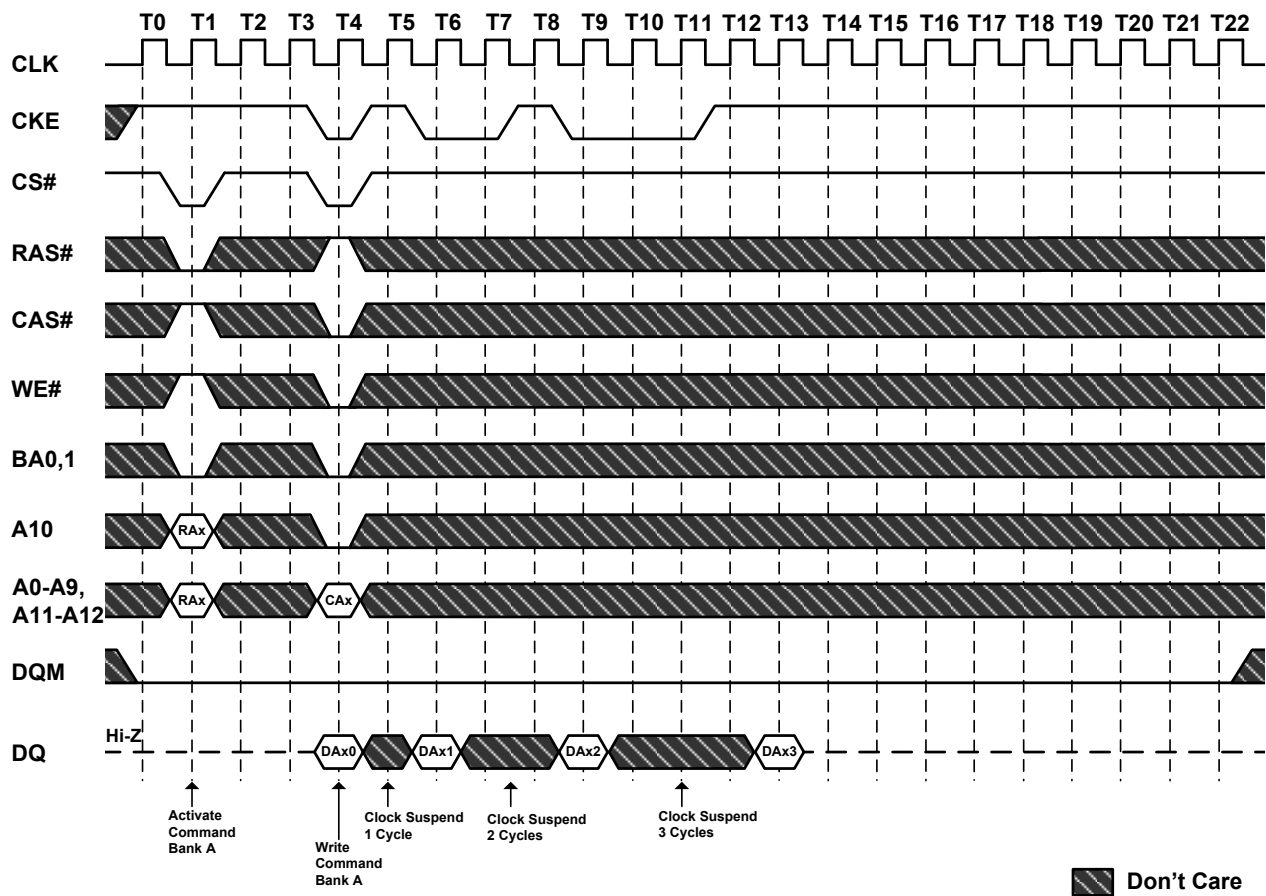 T0 T1 T2 T3 T4 T5 T6 T7 T8 T9 T10 T11 T12 T13 T14 T15 T16 T17 T18 T19 T20 T21 T22
CLK
CKE
CS#
RAS#
CAS#
WE#
BA0,1
A10 RAx
A0-A9,
A11-A12 RAx CAx
DQM
Hi-Z
DQ DAx0 DAx1 DAx2 DAx3
Activate
Command
Bank A
Write
Command
Bank A
Clock Suspend
1 Cycle
Clock Suspend
2 Cycles
Clock Suspend
3 Cycles
Don't Care